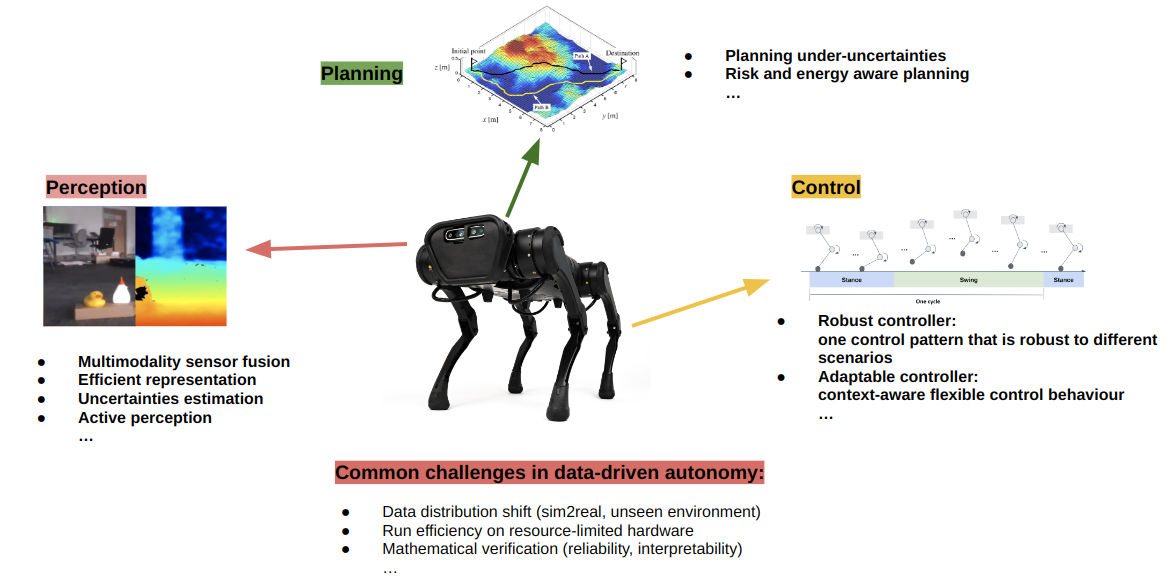 Planning
Initial point
Destination
Path A
Path B
z [m]
x [m]
y [m]
● Planning under-uncertainties
● Risk and energy aware planning
…
Perception
● Multimodality sensor fusion
● Efficient representation
● Uncertainties estimation
● Active perception
…
Control
... ... ... ...
Stance Swing Stance
One cycle
● Robust controller:
one control pattern that is robust to different
scenarios
● Adaptable controller:
context-aware flexible control behaviour
…
Common challenges in data-driven autonomy:
● Data distribution shift (sim2real, unseen environment)
● Run efficiency on resource-limited hardware
● Mathematical verification (reliability, interpretability)
…